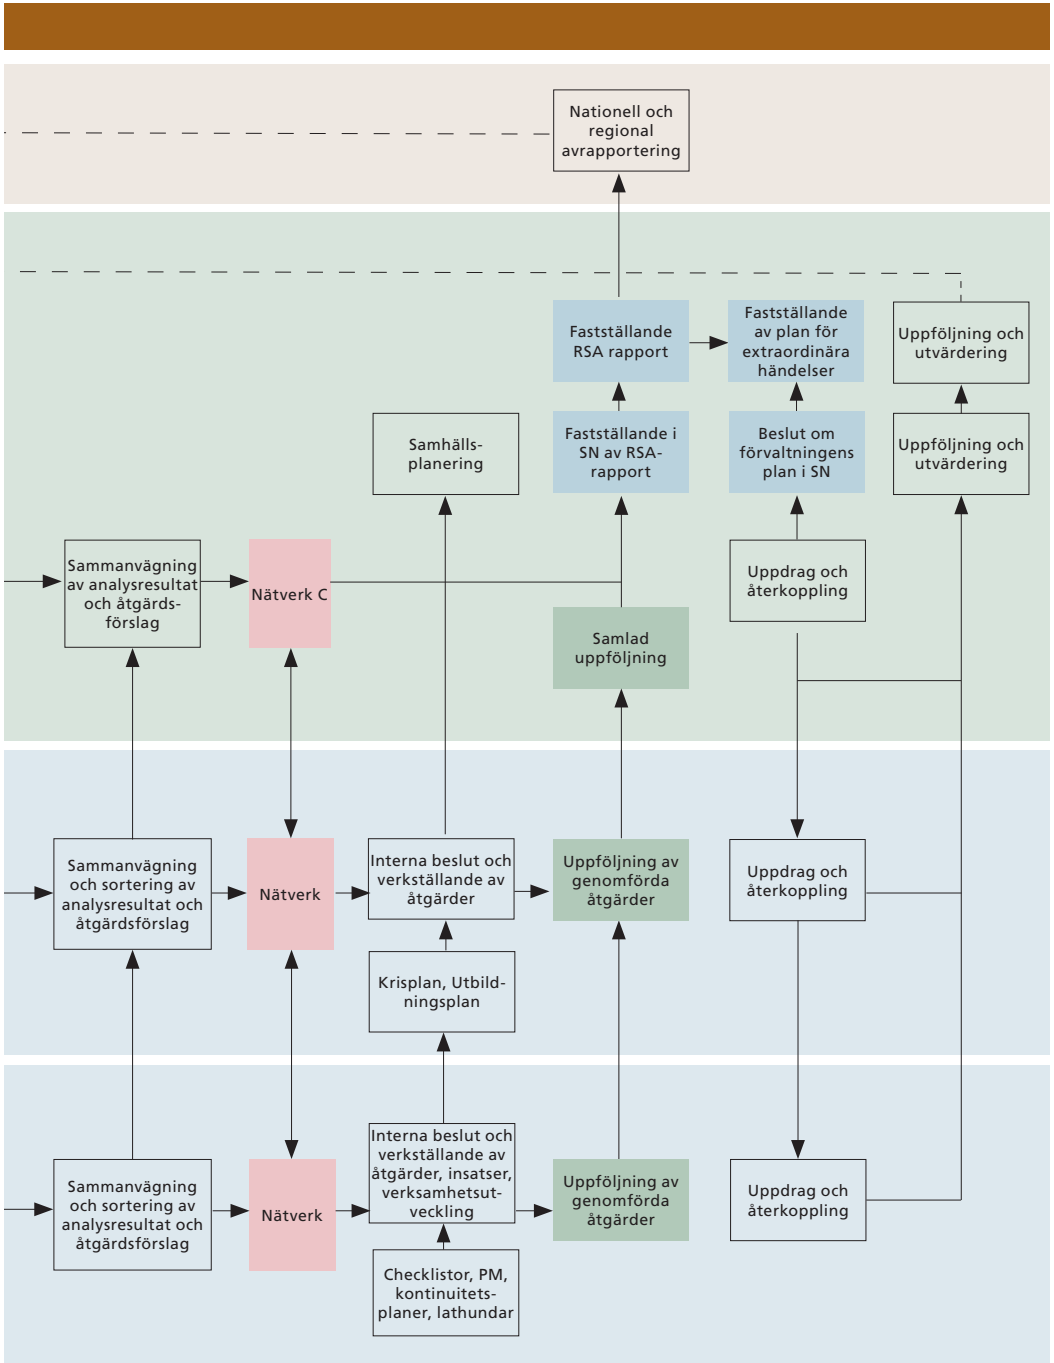 Nationell och
regional
avrapportering
Fastställande
RSA rapport
Fastställande
av plan för
extraordinära
händelser
Uppföljning och
utvärdering
Samhälls-
planering
Fastställande i
SN av RSA-
rapport
Beslut om
förvaltningens
plan i SN
Uppföljning och
utvärdering
Sammanvägning
av analysresultat
och åtgärds-
förslag
Nätverk C
Uppdrag och
återkoppling
Samlad
uppföljning
Sammanvägning
och sortering av
analysresultat och
åtgärdsförslag
Nätverk
Interna beslut och
verkställande av
åtgärder
Uppföljning av
genomförda
åtgärder
Uppdrag och
återkoppling
Krisplan, Utbild-
ningsplan
Sammanvägning
och sortering av
analysresultat och
åtgärdsförslag
Nätverk
Interna beslut och
verkställande av
åtgärder, insatser,
verksamhetsut-
veckling
Uppföljning av
genomförda
åtgärder
Uppdrag och
återkoppling
Checklistor, PM,
kontinuitets-
planer, lathundar